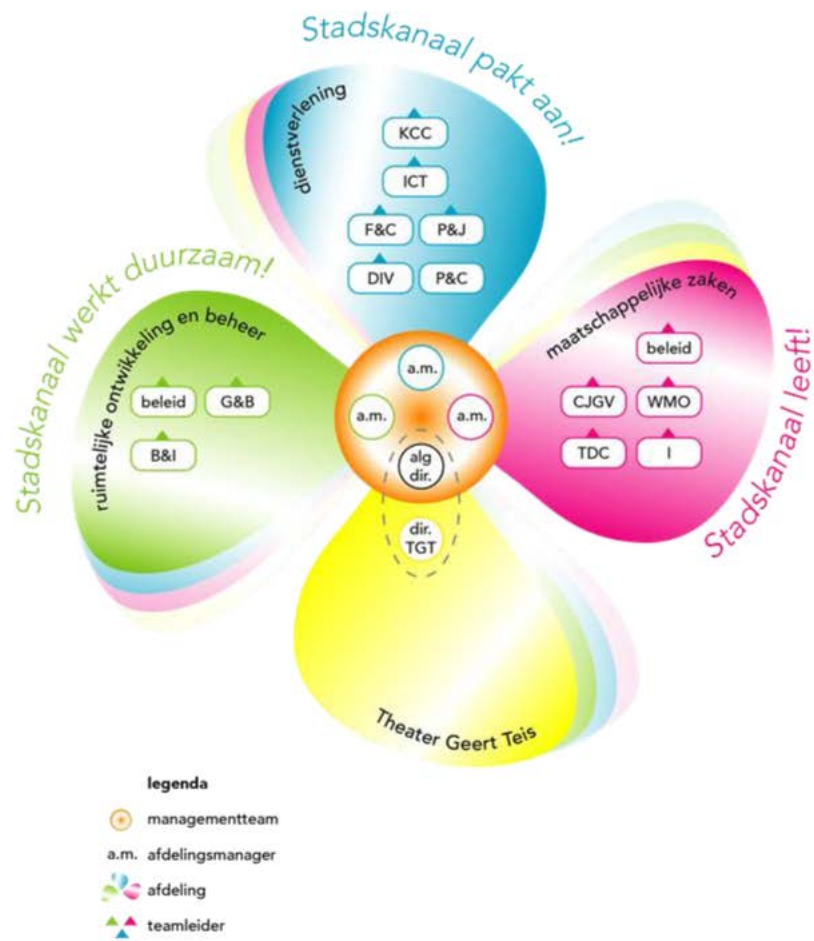 Stadskanaal pakt aan!
dienstverlening
KCC
ICT
F&C P&J
DIV P&C
Stadskanaal werkt duurzaam!
ruimtelijke ontwikkeling en beheer
beleid G&B
B&I
maatschappelijke zaken
beleid
CJGV WMO
TDC I
Stadskanaal leeft!
a.m.
a.m. a.m.
alg
dir.
dir.
TGT
Theater Geert Teis
legenda
managementteam
a.m. afdelingsmanager
afdeling
teamleider